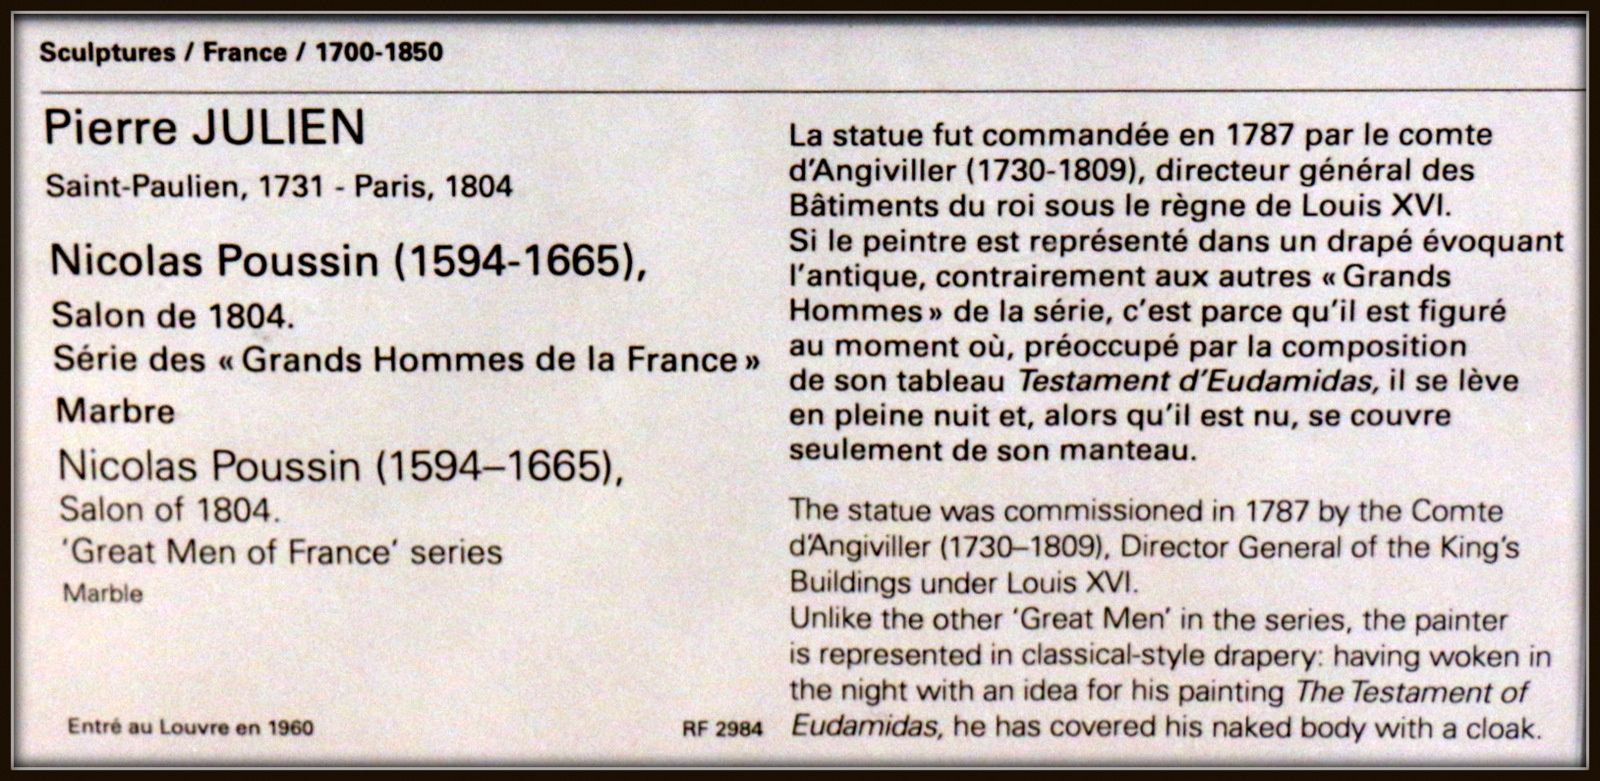 Sculptures / France / 1700-1850
Pierre JULIEN
Saint-Paulien, 1731 - Paris, 1804
Nicolas Poussin (1594-1665),
Salon de 1804.
Série des « Grands Hommes de la France »
Marbre
Nicolas Poussin (1594–1665),
Salon of 1804.
‘Great Men of France’ series
Marble
Entré au Louvre en 1960
RF 2984
La statue fut commandée en 1787 par le comte
d’Angiviller (1730-1809), directeur général des
Bâtiments du roi sous le règne de Louis XVI.
Si le peintre est représenté dans un drapé évoquant
l’antique, contrairement aux autres « Grands
Hommes » de la série, c’est parce qu’il est figuré
au moment où, préoccupé par la composition
de son tableau Testament d’Eudamidas, il se lève
en pleine nuit et, alors qu’il est nu, se couvre
seulement de son manteau.
The statue was commissioned in 1787 by the Comte
d’Angiviller (1730–1809), Director General of the King’s
Buildings under Louis XVI.
Unlike the other ‘Great Men’ in the series, the painter
is represented in classical-style drapery: having woken in
the night with an idea for his painting The Testament of
Eudamidas, he has covered his naked body with a cloak.